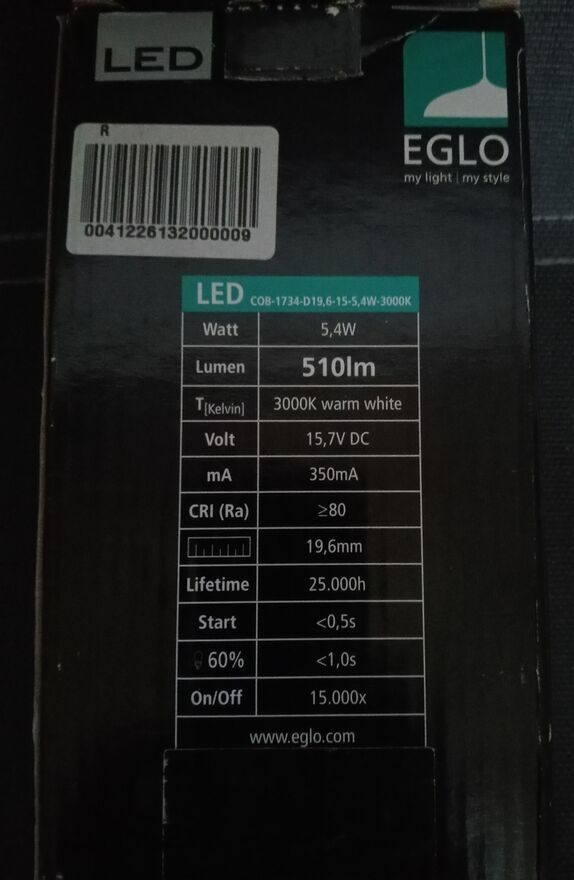 LED
EGLO
my light | my style
R
0041226132000009
LED COB-1734-D19,6-15-5,4W-3000K
Watt 5,4W
Lumen 510lm
T[Kelvin] 3000K warm white
Volt 15,7V DC
mA 350mA
CRI (Ra) ≥80
19,6mm
Lifetime 25.000h
Start <0,5s
60% <1,0s
On/Off 15.000x
www.eglo.com